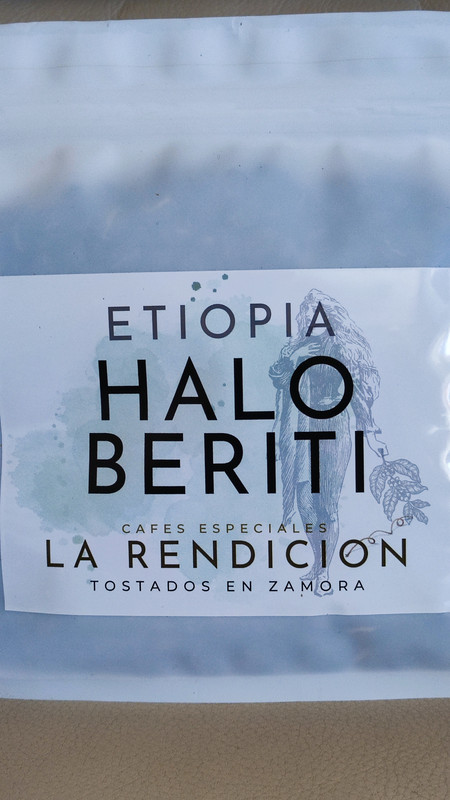 ETIOPIA
HALO
BERITI
CAFES ESPECIALES
LA RENDICION
TOSTADOS EN ZAMORA